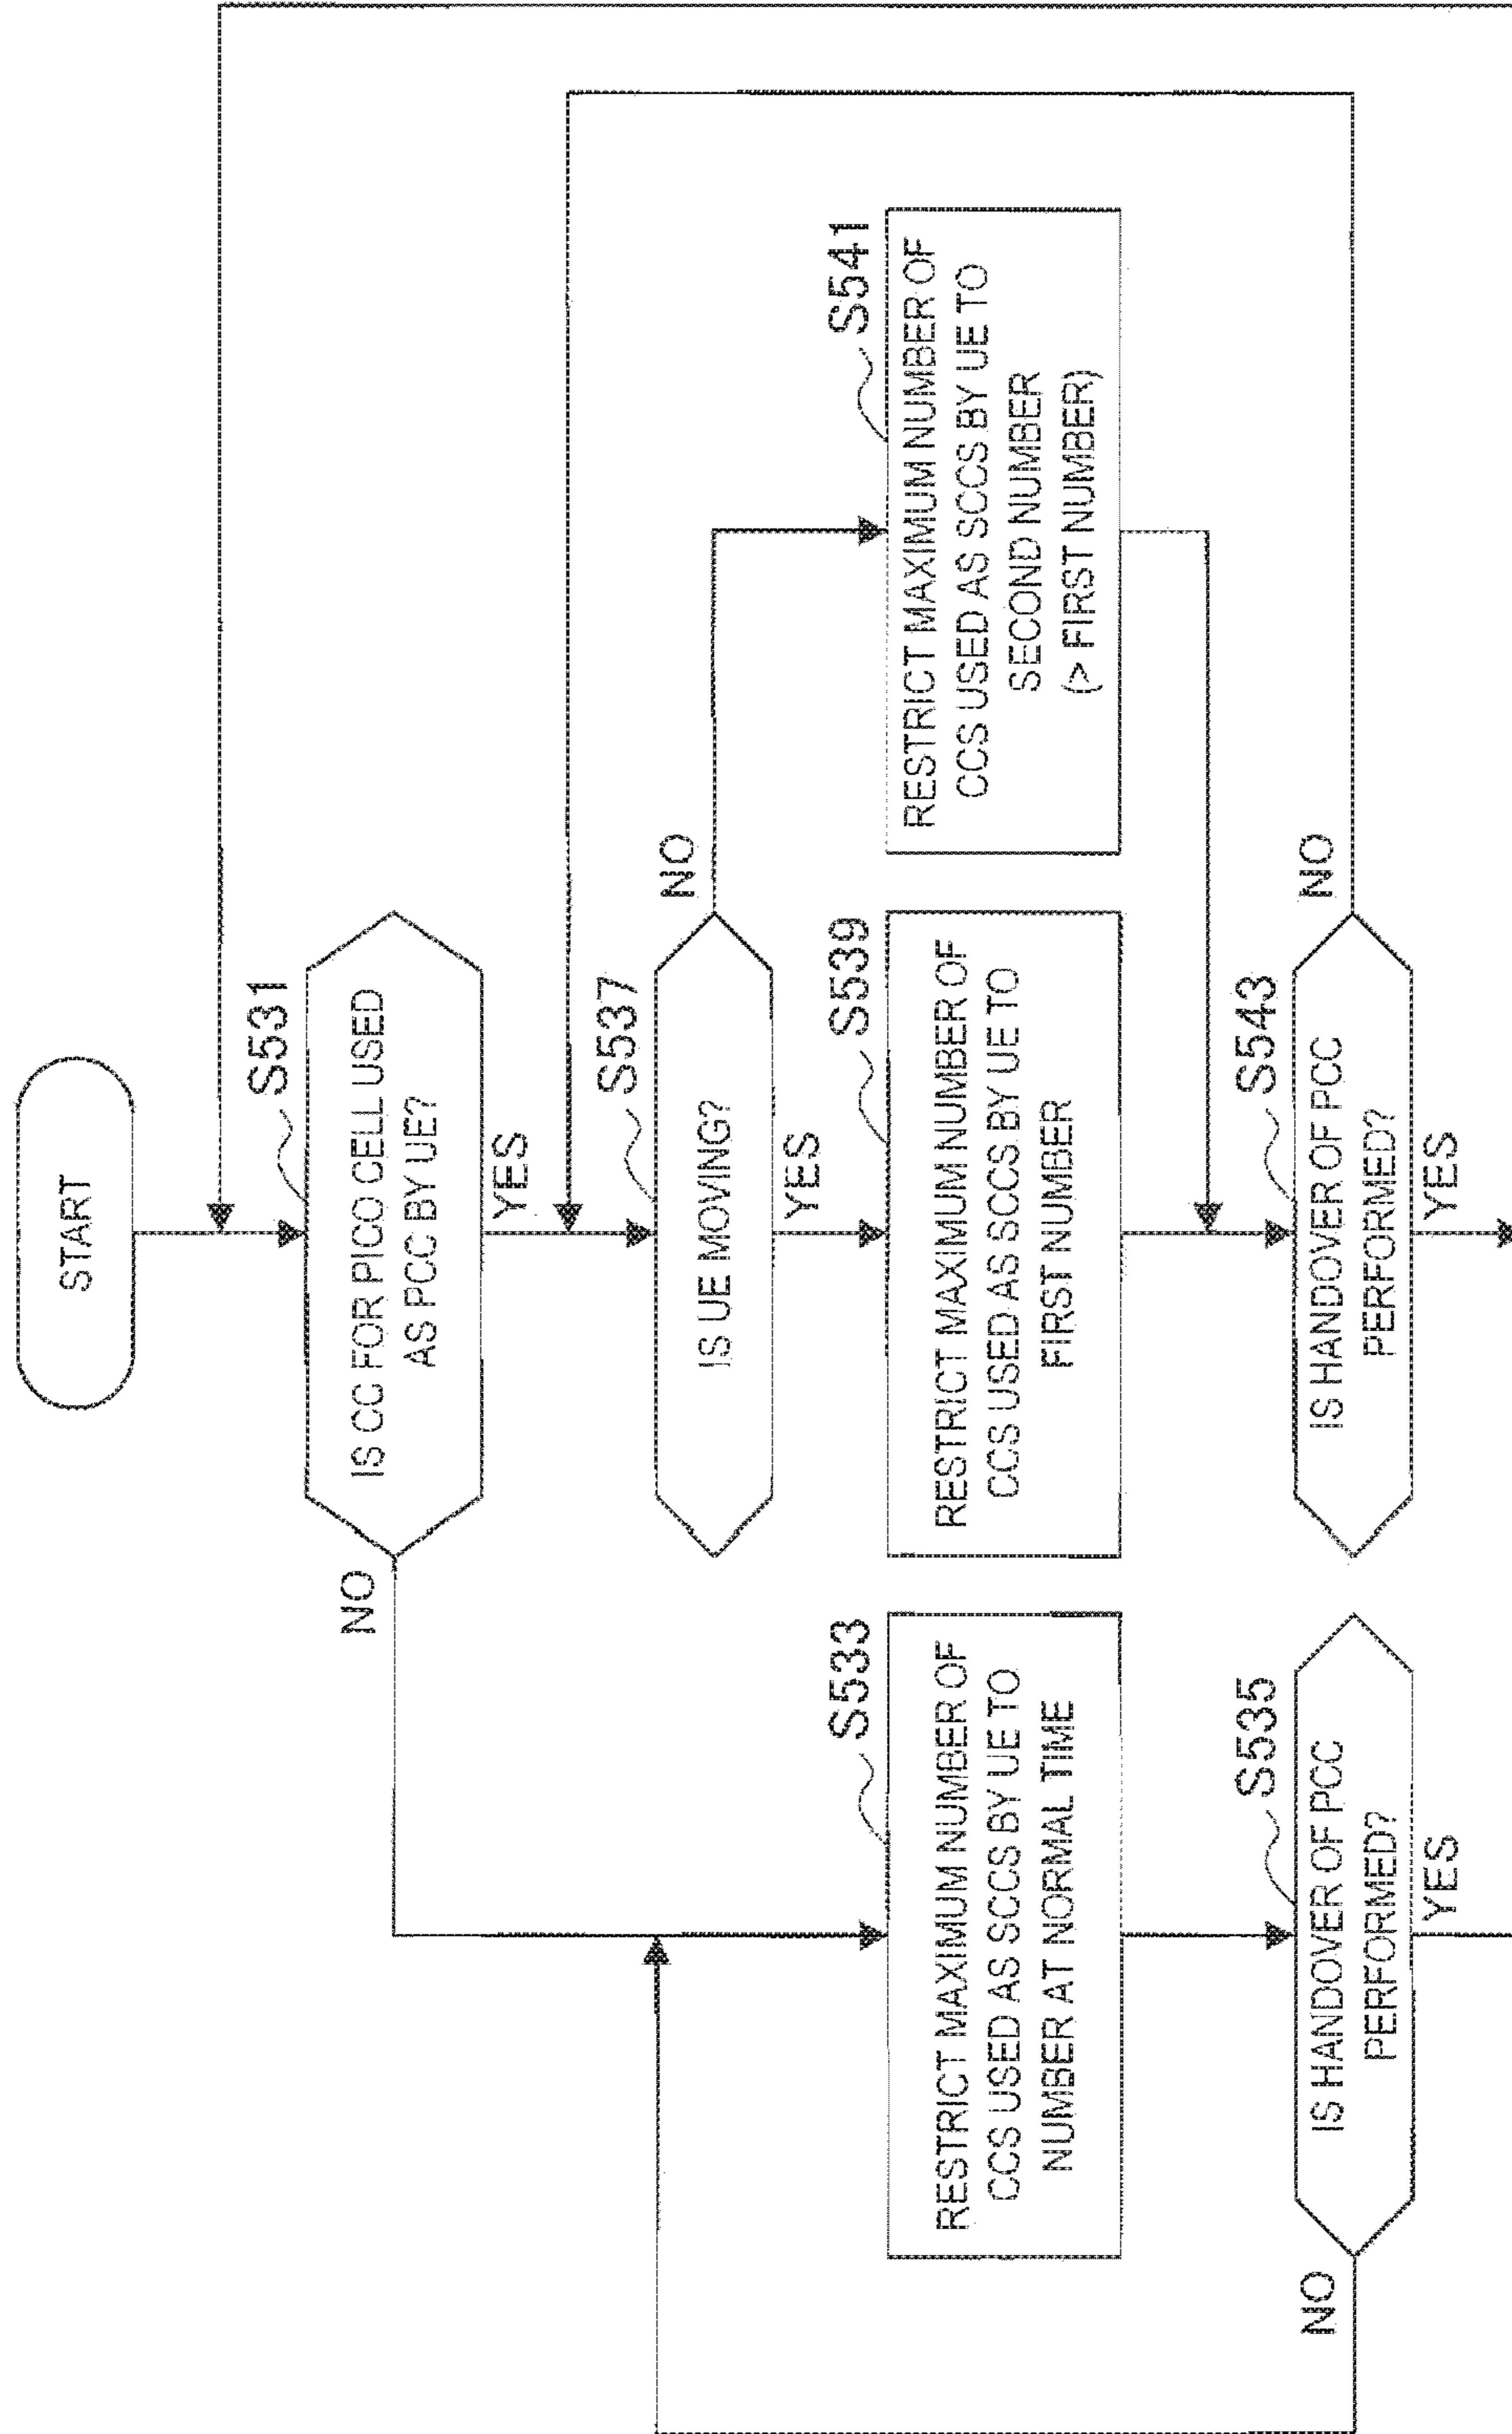 START
S531
IS CC FOR PICO CELL USED
AS PCC BY UE?
NO
YES
S537
IS UE MOVING?
NO
YES
S533
RESTRICT MAXIMUM NUMBER OF
CCS USED AS SCCS BY UE TO
NUMBER AT NORMAL TIME
S539
RESTRICT MAXIMUM NUMBER OF
CCS USED AS SCCS BY UE TO
FIRST NUMBER
S541
RESTRICT MAXIMUM NUMBER OF
CCS USED AS SCCS BY UE TO
SECOND NUMBER
(> FIRST NUMBER)
S535
IS HANDOVER OF PCC
PERFORMED?
NO
YES
S543
IS HANDOVER OF PCC
PERFORMED?
NO
YES